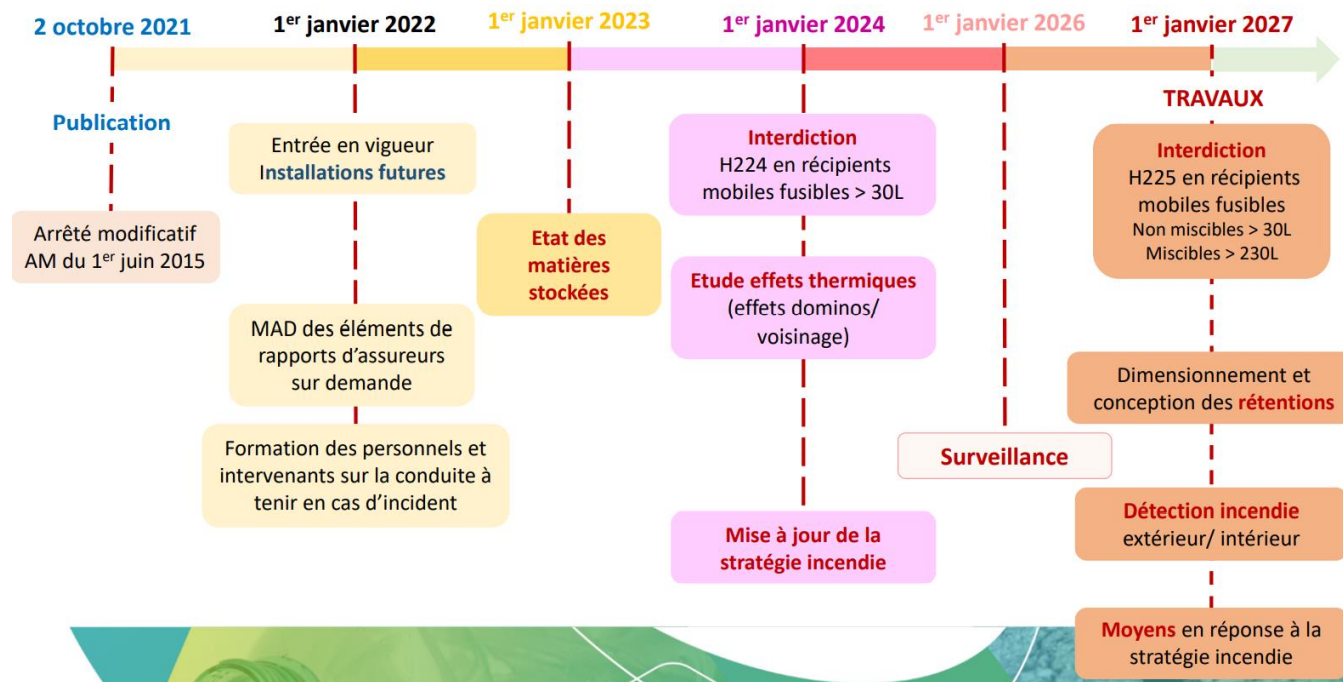 2 octobre 2021
1er janvier 2022
1er janvier 2023
1er janvier 2024
1er janvier 2026
1er janvier 2027
Publication
Arrêté modificatif
AM du 1er juin 2015
Entrée en vigueur
Installations futures
MAD des éléments de
rapports d’assureurs
sur demande
Formation des personnels et
intervenants sur la conduite à
tenir en cas d’incident
Etat des
matières
stockées
Interdiction
H224 en récipients
mobiles fusibles > 30L
Etude effets thermiques
(effets dominos/
voisinage)
Mise à jour de la
stratégie incendie
Surveillance
TRAVAUX
Interdiction
H225 en récipients
mobiles fusibles
Non miscibles > 30L
Miscibles > 230L
Dimensionnement et
conception des rétentions
Détection incendie
extérieur/ intérieur
Moyens en réponse à la
stratégie incendie